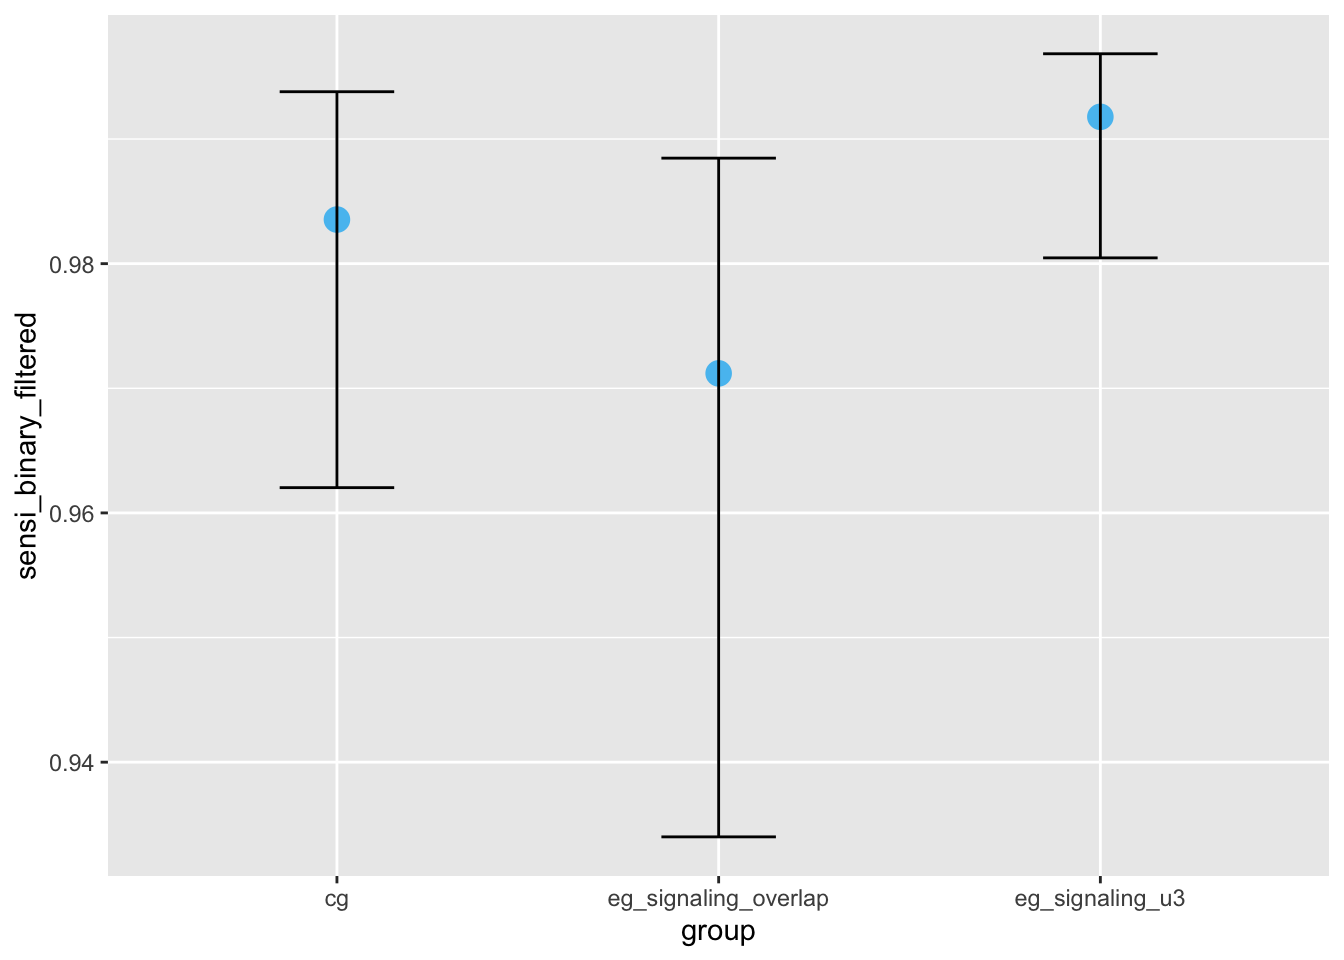 sensi_binary_filtered
0.98
0.96
0.94
cg
eg_signaling_overlap
eg_signaling_u3
group